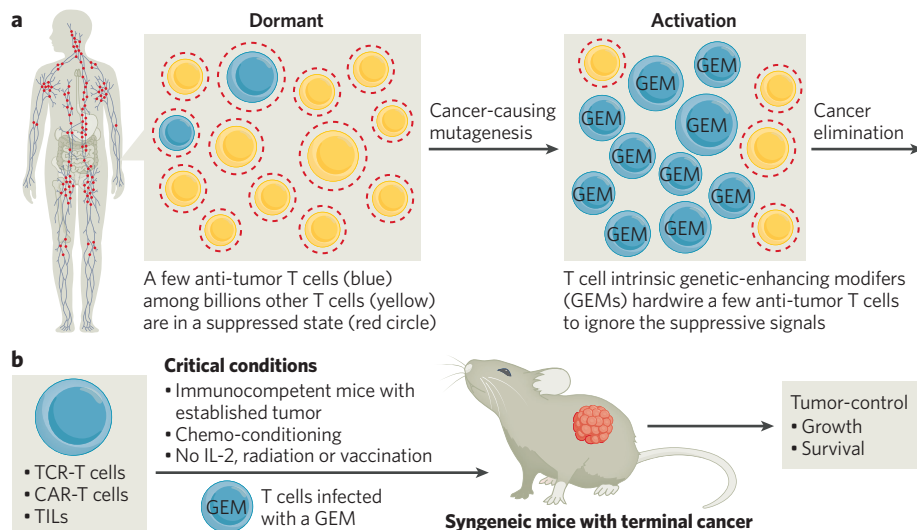 a
Dormant
Activation
Cancer-causing
mutagenesis
Cancer
elimination
GEM
GEM
GEM
GEM
GEM
GEM
GEM
GEM
GEM
GEM
GEM
A few anti-tumor T cells (blue)
among billions other T cells (yellow)
are in a suppressed state (red circle)
T cell intrinsic genetic-enhancing modifers
(GEMs) hardwire a few anti-tumor T cells
to ignore the suppressive signals
b
• TCR-T cells
• CAR-T cells
• TILs
Critical conditions
• Immunocompetent mice with
established tumor
• Chemo-conditioning
• No IL-2, radiation or vaccination
GEM
T cells infected
with a GEM
Syngeneic mice with terminal cancer
Tumor-control
• Growth
• Survival